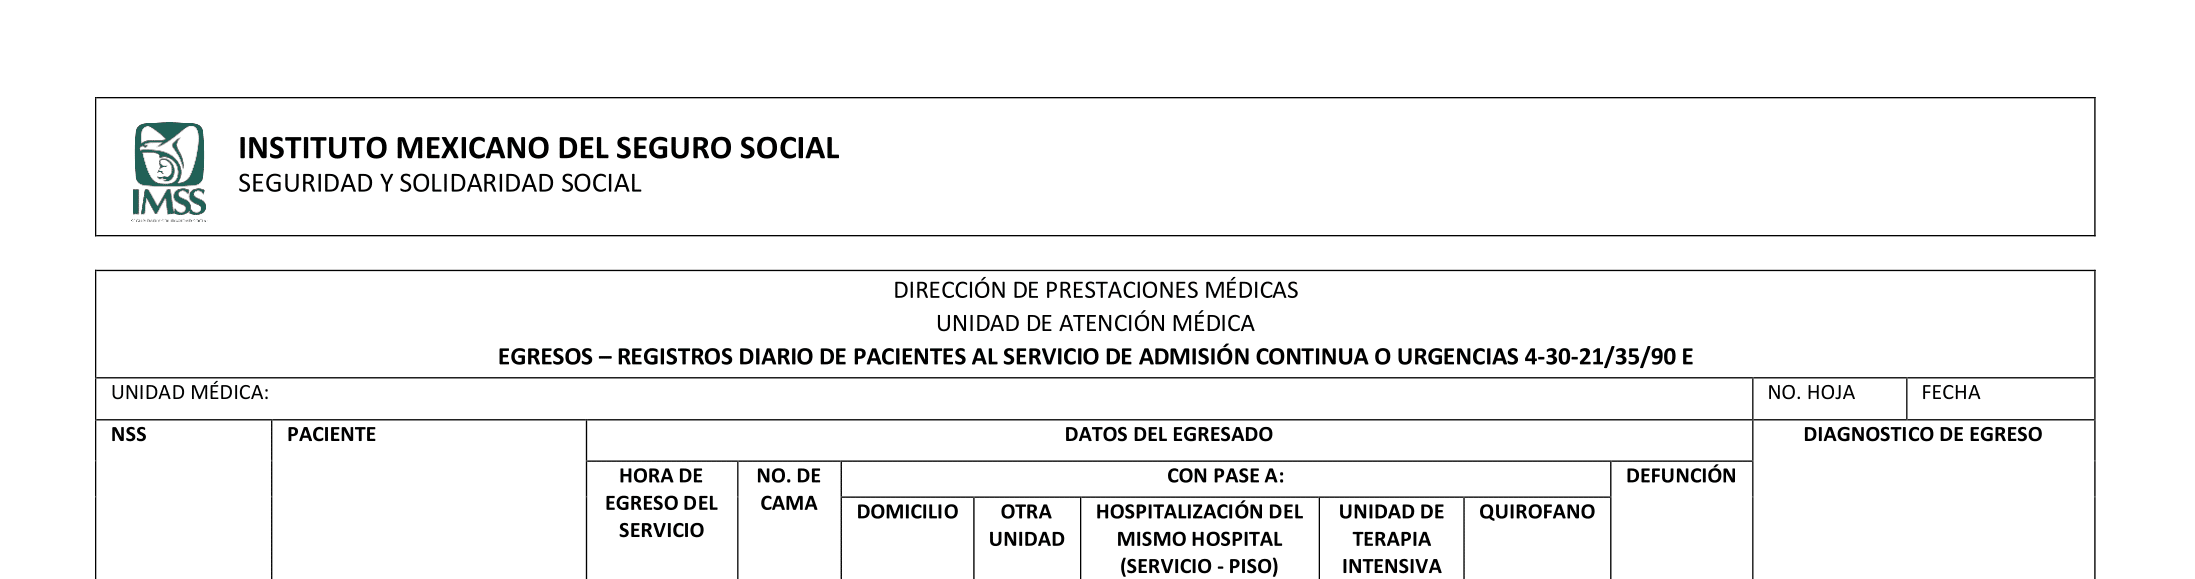 INSTITUTO MEXICANO DEL SEGURO SOCIAL
SEGURIDAD Y SOLIDARIDAD SOCIAL
IMSS
DIRECCIÓN DE PRESTACIONES MÉDICAS
UNIDAD DE ATENCIÓN MÉDICA
EGRESOS – REGISTROS DIARIO DE PACIENTES AL SERVICIO DE ADMISIÓN CONTINUA O URGENCIAS 4-30-21/35/90 E
UNIDAD MÉDICA:
NO. HOJA
FECHA
NSS
PACIENTE
DATOS DEL EGRESADO
DIAGNOSTICO DE EGRESO
HORA DE
EGRESO DEL
SERVICIO
NO. DE
CAMA
CON PASE A:
DEFUNCIÓN
DOMICILIO
OTRA
UNIDAD
HOSPITALIZACIÓN DEL
MISMO HOSPITAL
(SERVICIO - PISO)
UNIDAD DE
TERAPIA
INTENSIVA
QUIROFANO